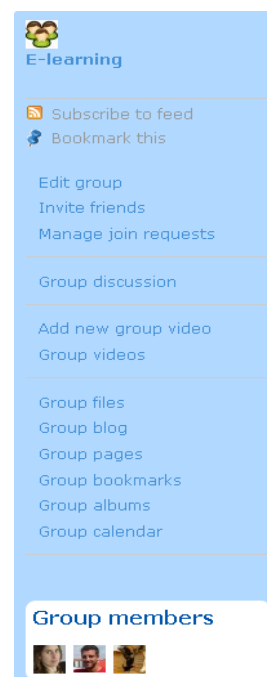 E-learning
Subscribe to feed
Bookmark this
Edit group
Invite friends
Manage join requests
Group discussion
Add new group video
Group videos
Group files
Group blog
Group pages
Group bookmarks
Group albums
Group calendar
Group members